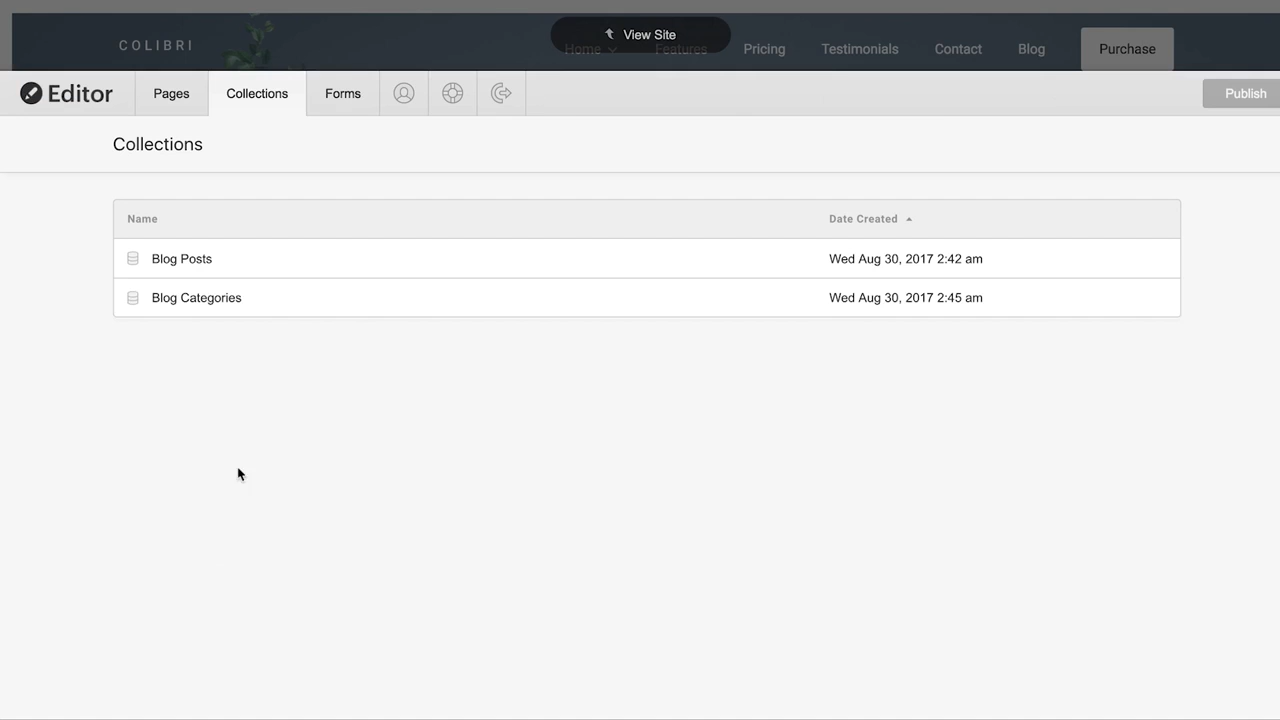 COLIBRI
View Site
Home Features Pricing Testimonials Contact Blog Purchase
Editor Pages Collections Forms Publish
Collections
Name Date Created
Blog Posts Wed Aug 30, 2017 2:42 am
Blog Categories Wed Aug 30, 2017 2:45 am